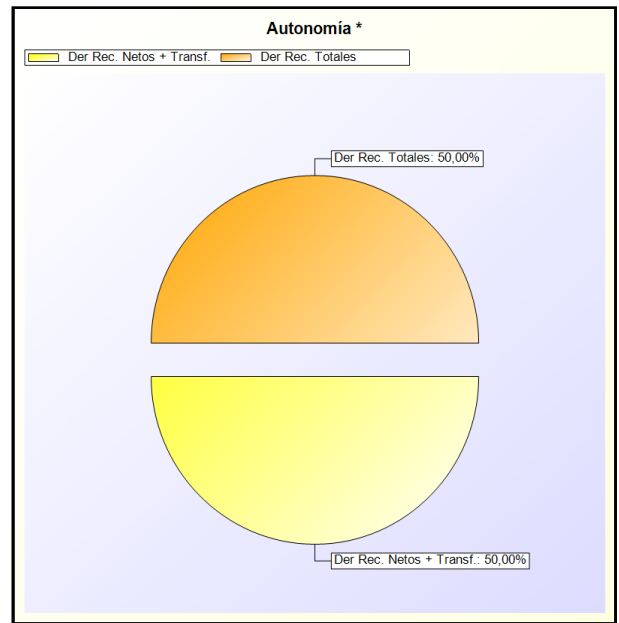 Autonomía *
Der Rec. Netos + Transf. Der Rec. Totales
Der Rec. Totales: 50,00%
Der Rec. Netos + Transf.: 50,00%